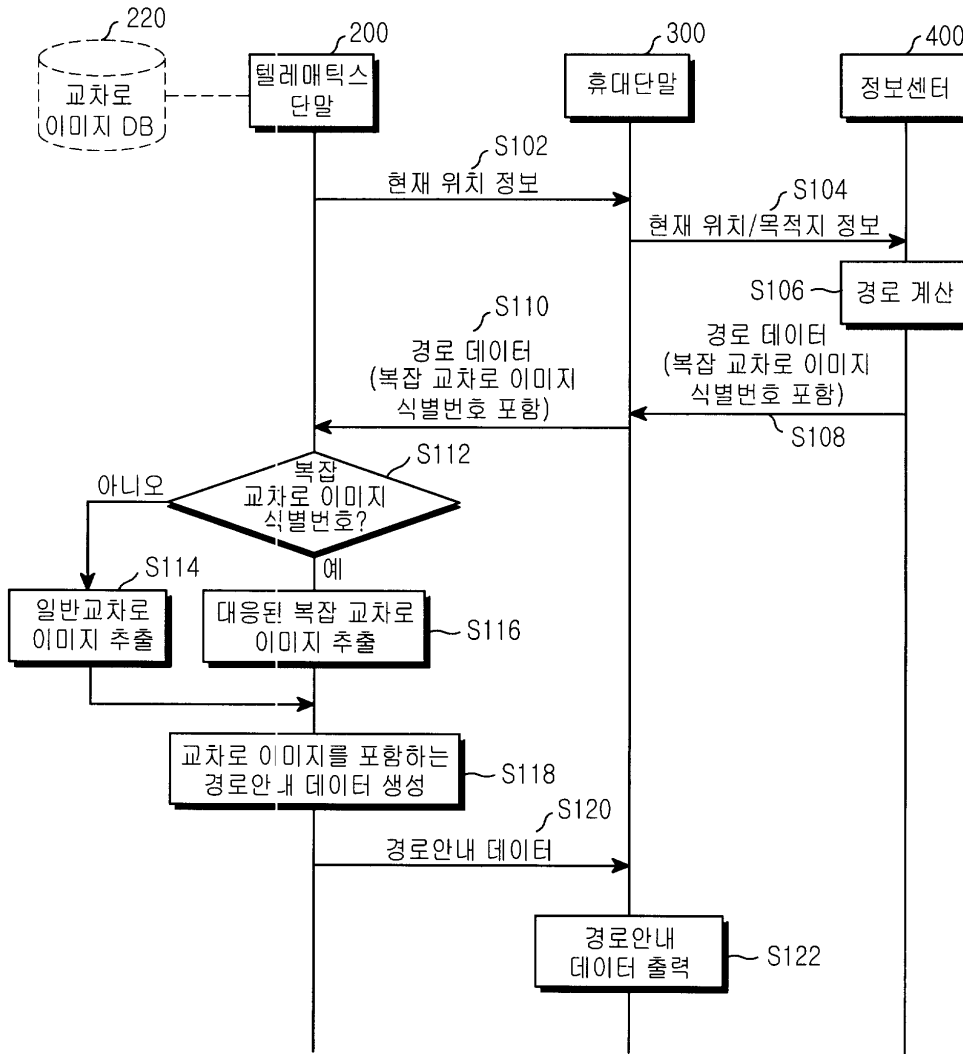 220
교차로
이미지 DB
200
텔레매틱스
단말
300
휴대단말
400
정보센터
S102
현재 위치 정보
S104
현재 위치/목적지 정보
S106
경로 계산
S110
경로 데이터
(복잡 교차로 이미지
식별번호 포함)
경로 데이터
(복잡 교차로 이미지
식별번호 포함)
S108
S112
복잡
교차로 이미지
식별번호?
아니오
예
S114
일반교차로
이미지 추출
대응된 복잡 교차로
이미지 추출
S116
교차로 이미지를 포함하는
경로안내 데이터 생성
S118
S120
경로안내 데이터
경로안내
데이터 출력
S122